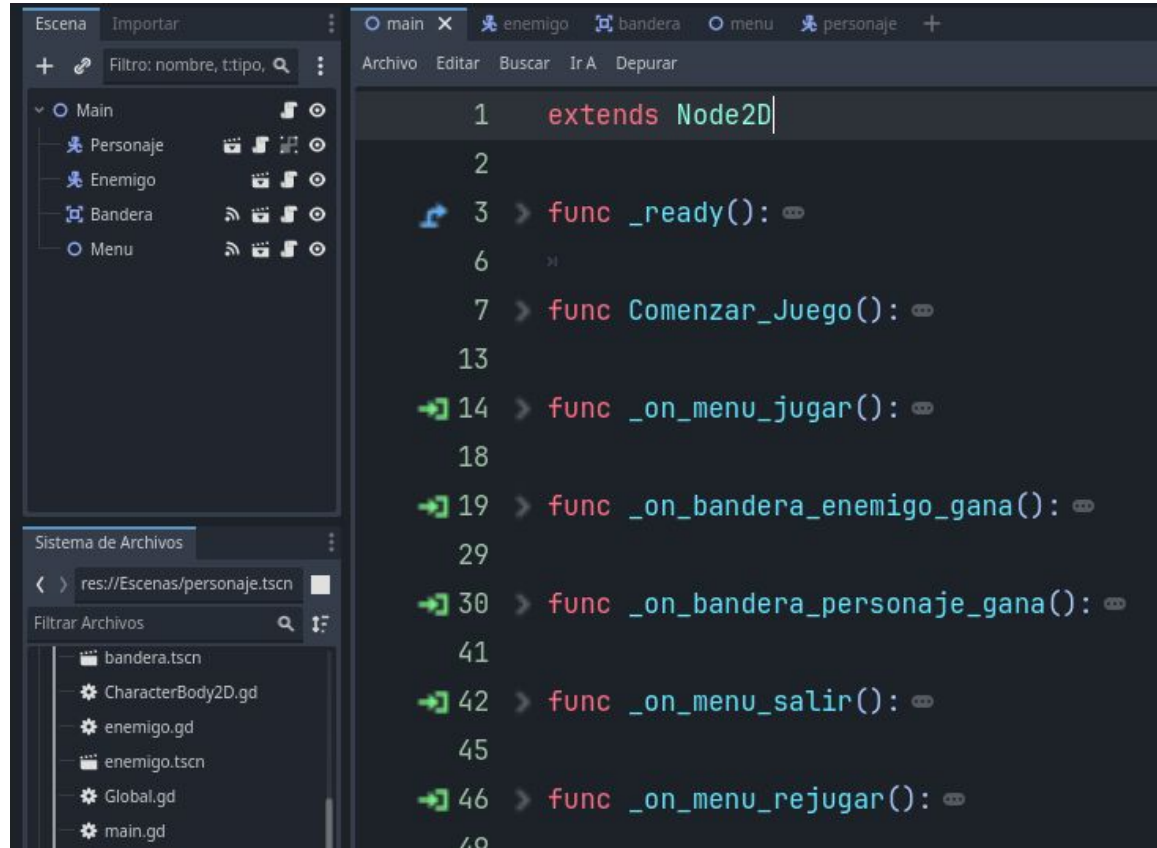 Escena Importar
Filtro: nombre, t:tipo,
Main
Personaje
Enemigo
Bandera
Menu
Sistema de Archivos
res://Escenas/personaje.tscn
Filtrar Archivos
bandera.tscn
CharacterBody2D.gd
enemigo.gd
enemigo.tscn
Global.gd
main.gd
main enemigo bandera menu personaje
Archivo Editar Buscar Ir A Depurar
1 extends Node2D
2
3 func _ready():
6
7 func Comenzar_Juego():
13
14 func _on_menu_jugar():
18
19 func _on_bandera_enemigo_gana():
29
30 func _on_bandera_personaje_gana():
41
42 func _on_menu_salir():
45
46 func _on_menu_rejugar():
49